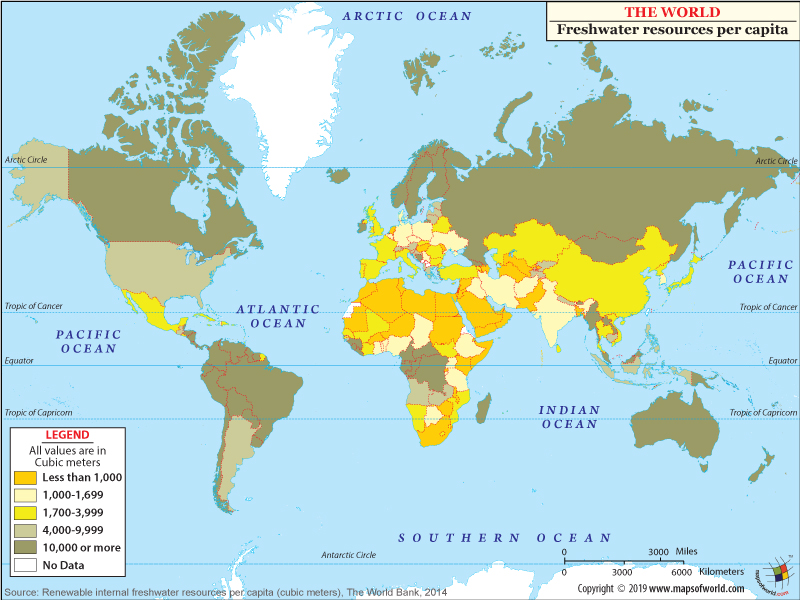 THE WORLD
Freshwater resources per capita
ARCTIC OCEAN
Arctic Circle
Arctic Circle
PACIFIC
OCEAN
Tropic of Cancer
Tropic of Cancer
ATLANTIC
OCEAN
PACIFIC
OCEAN
Equator
Equator
Tropic of Capricorn
Tropic of Capricorn
INDIAN
OCEAN
LEGEND
All values are in
Cubic meters
Less than 1,000
1,000-1,699
1,700-3,999
4,000-9,999
10,000 or more
No Data
SOUTHERN OCEAN
Antarctic Circle
0 3000 Miles
0 3000 6000 Kilometers
Copyright © 2019 www.mapsofworld.com
Source: Renewable internal freshwater resources per capita (cubic meters), The World Bank, 2014
mapsofworld.com
TM